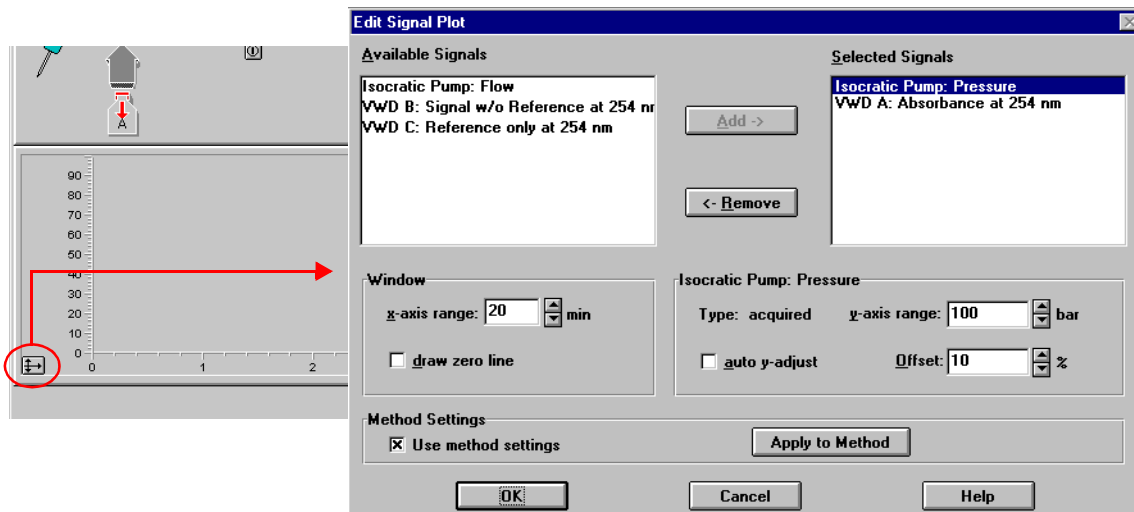 Edit Signal Plot
Available Signals
Isocratic Pump: Flow
VWD B: Signal w/o Reference at 254 nr
VWD C: Reference only at 254 nm
Add ->
<- Remove
Selected Signals
Isocratic Pump: Pressure
VWD A: Absorbance at 254 nm
Window
x-axis range: 20 min
draw zero line
Isocratic Pump: Pressure
Type: acquired y-axis range: 100 bar
auto y-adjust Offset: 10 %
Method Settings
Use method settings Apply to Method
OK Cancel Help
A
90
80
70
60
50
40
30
20
10
0
0 1 2